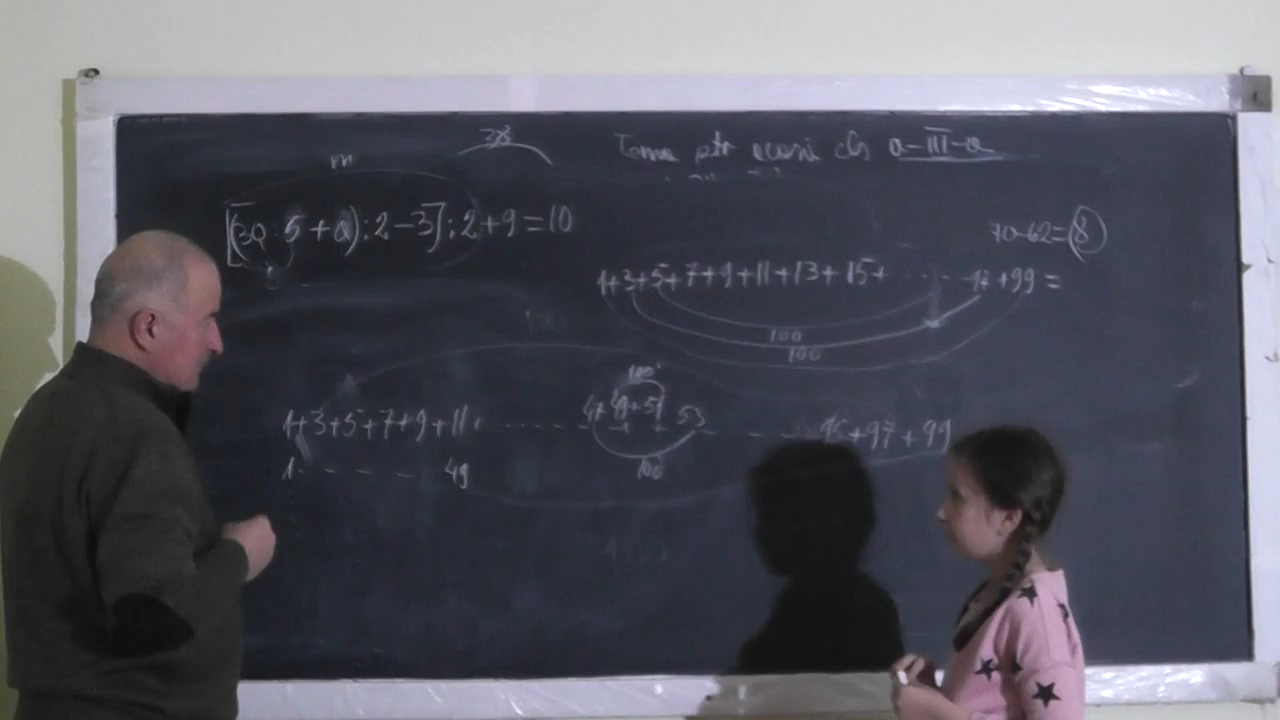 38
Tema ptr acasă cls a-III-a
m
[(30:5+a):2-3]:2+9=10
70-62=8
1+3+5+7+9+11+13+15+ ..... 97+99=
100
100
100
1+3+5+7+9+11+ ........ 47 49+51 53 - - - - 95+97+99
1 - - - - 49
100